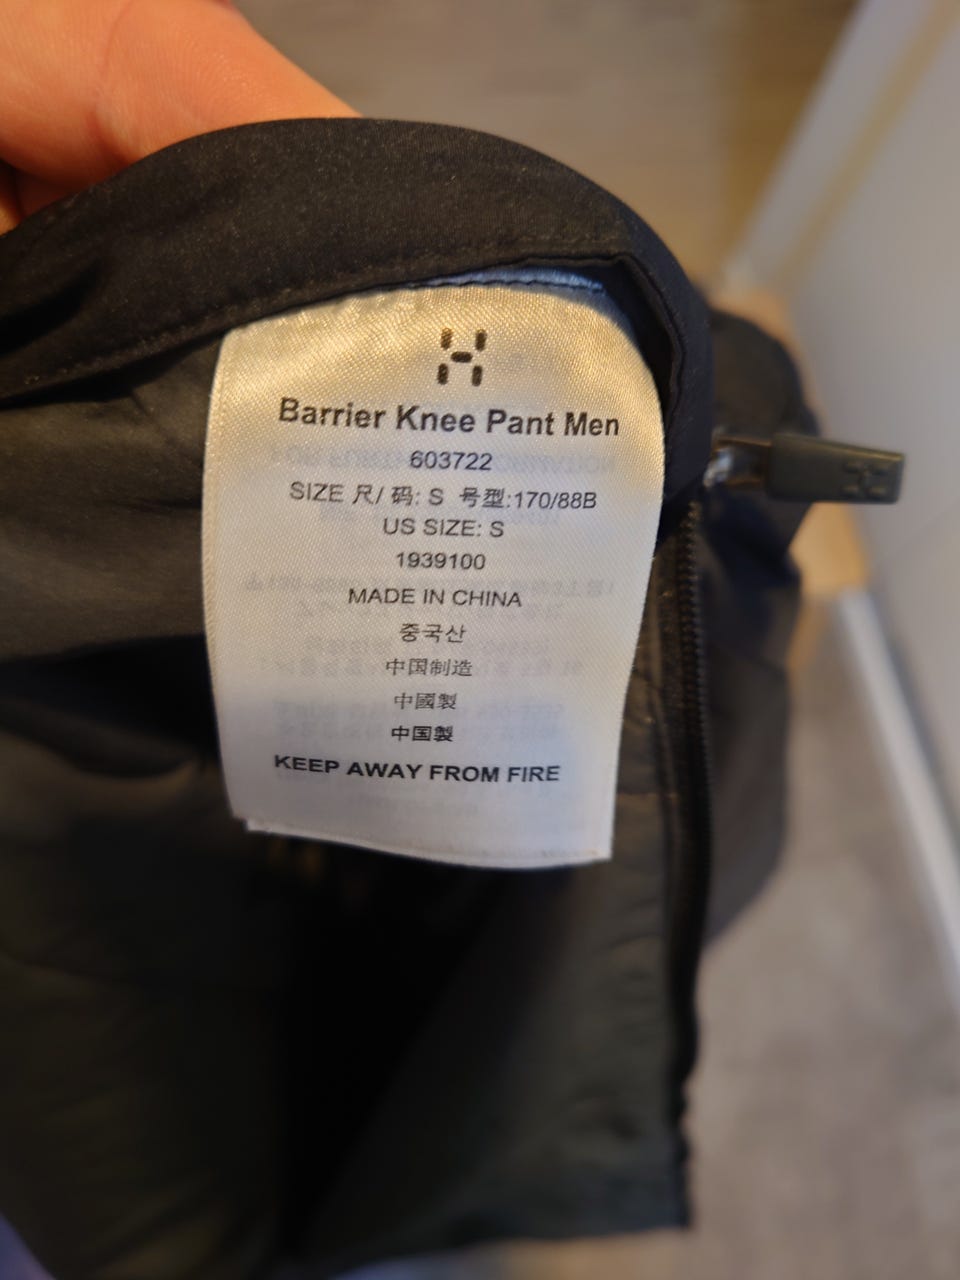 Barrier Knee Pant Men
603722
SIZE 尺/ 码: S 号型:170/88B
US SIZE: S
1939100
MADE IN CHINA
중국산
中国制造
中國製
中国製
KEEP AWAY FROM FIRE